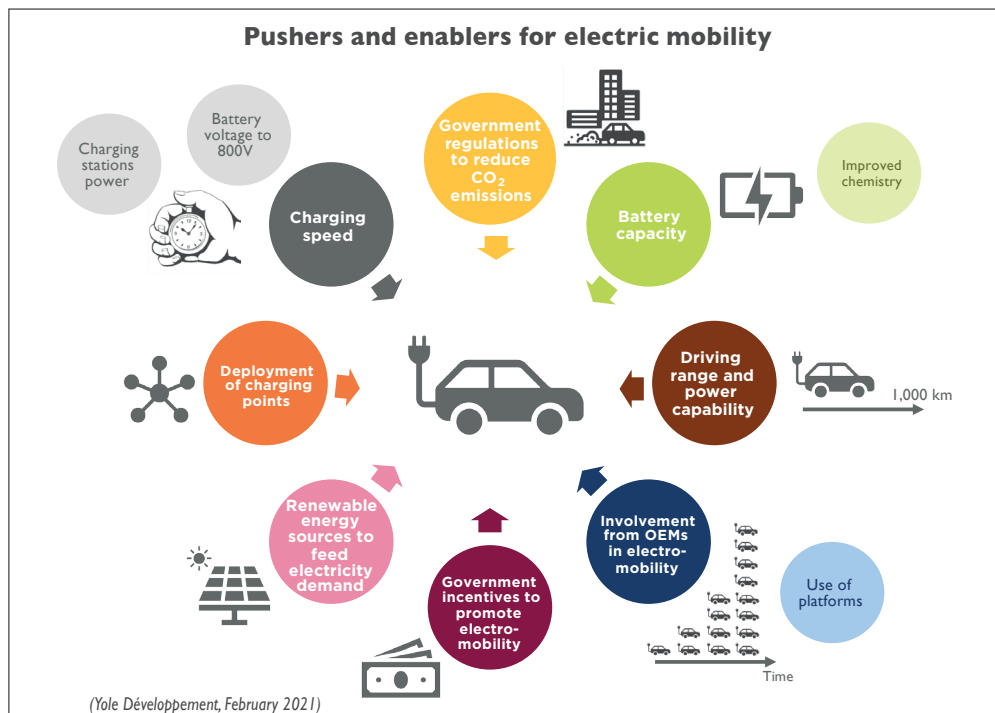 Pushers and enablers for electric mobility
Battery
voltage to
800V
Charging
stations
power
Charging
speed
Government
regulations
to reduce
CO₂
emissions
Battery
capacity
Improved
chemistry
Deployment
of charging
points
Driving
range and
power
capability
1,000 km
Renewable
energy
sources to
feed
electricity
demand
Government
incentives to
promote
electro-
mobility
Involvement
from OEMs
in electro-
mobility
Use of
platforms
Time
(Yole Développement, February 2021)